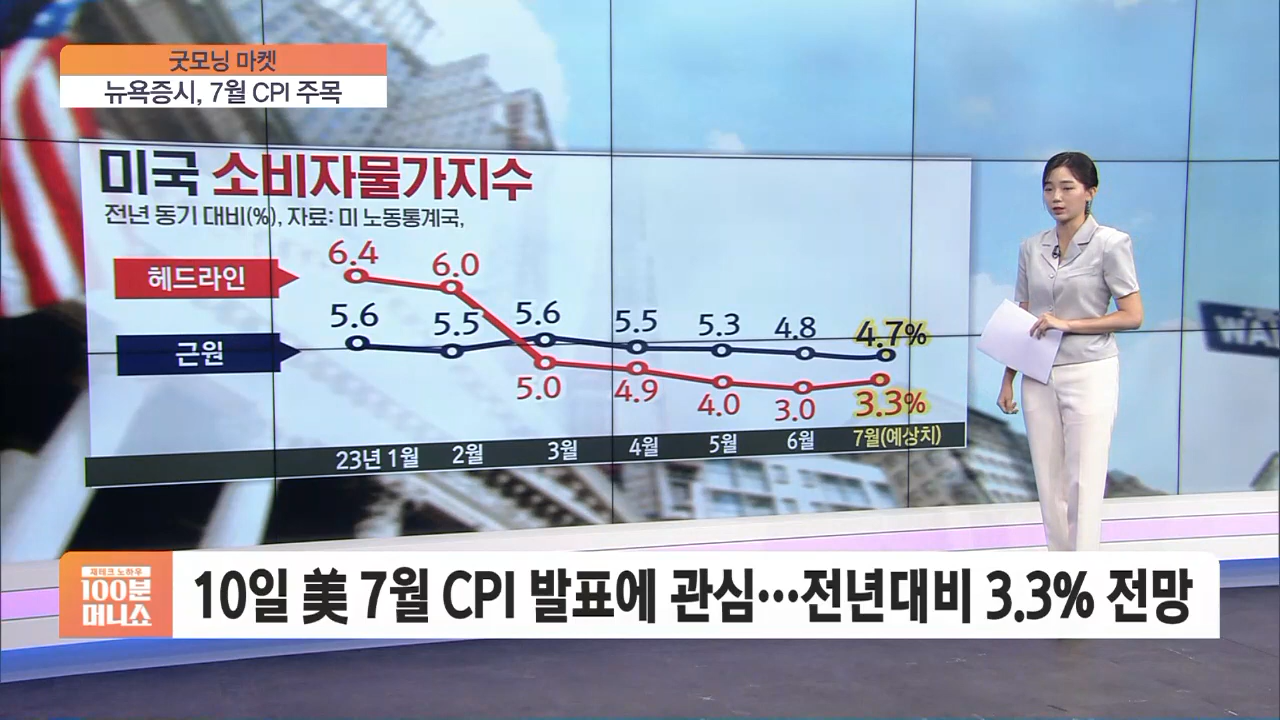 굿모닝 마켓
뉴욕증시, 7월 CPI 주목
미국 소비자물가지수
전년 동기 대비(%), 자료: 미 노동통계국,
헤드라인
6.4 6.0 5.0 4.9 4.0 3.0 3.3%
근원
5.6 5.5 5.6 5.5 5.3 4.8 4.7%
23년 1월 2월 3월 4월 5월 6월 7월(예상치)
재테크 노하우
100분
머니쇼
10일 美 7월 CPI 발표에 관심…전년대비 3.3% 전망